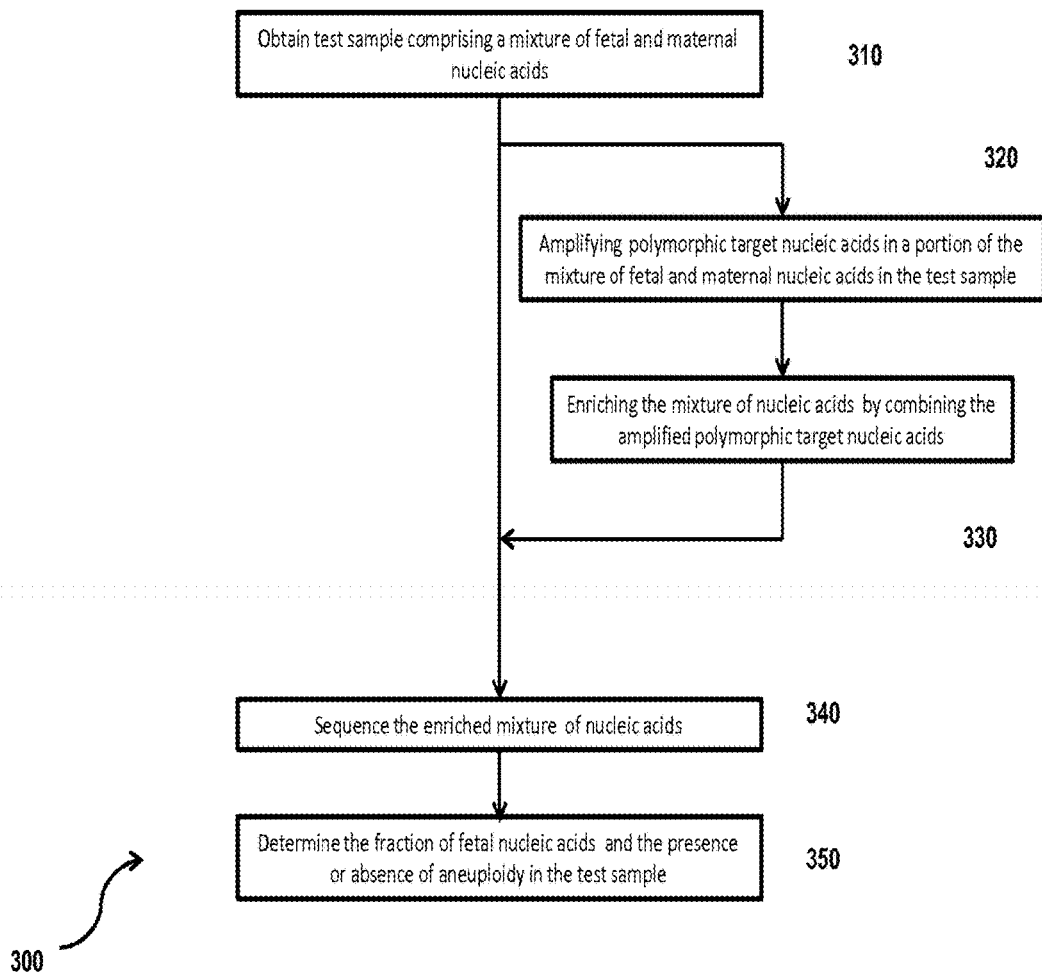 Obtain test sample comprising a mixture of fetal and maternal
nucleic acids
310
320
Amplifying polymorphic target nucleic acids in a portion of the
mixture of fetal and maternal nucleic acids in the test sample
Enriching the mixture of nucleic acids by combining the
amplified polymorphic target nucleic acids
330
Sequence the enriched mixture of nucleic acids
340
Determine the fraction of fetal nucleic acids and the presence
or absence of aneuploidy in the test sample
350
300